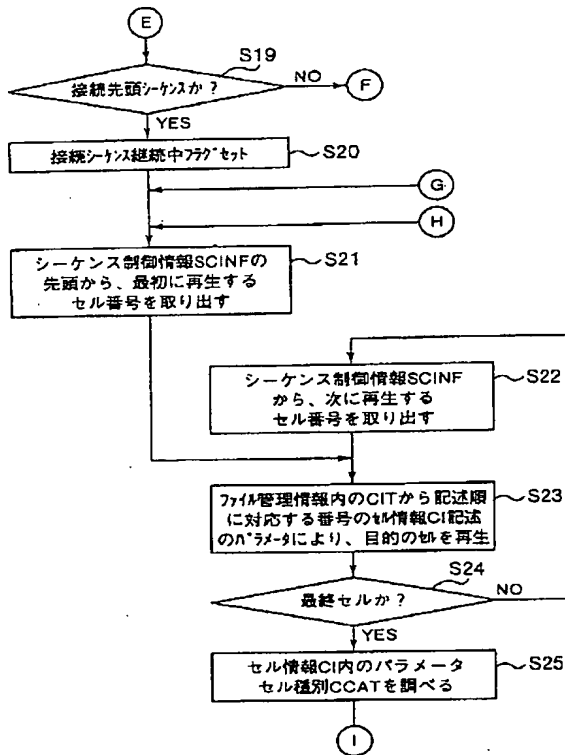 E
S19
接続先頭シーケンスか？
NO
F
YES
接続シーケンス継続中フラグセット
S20
G
H
シーケンス制御情報SCINFの
先頭から、最初に再生する
セル番号を取り出す
S21
シーケンス制御情報SCINF
から、次に再生する
セル番号を取り出す
S22
ファイル管理情報内のCITから記述順
に対応する番号のセル情報CI記述
のパラメータにより、目的のセルを再生
S23
S24
最終セルか？
NO
YES
セル情報CI内のパラメータ
セル種別CCATを調べる
S25
I